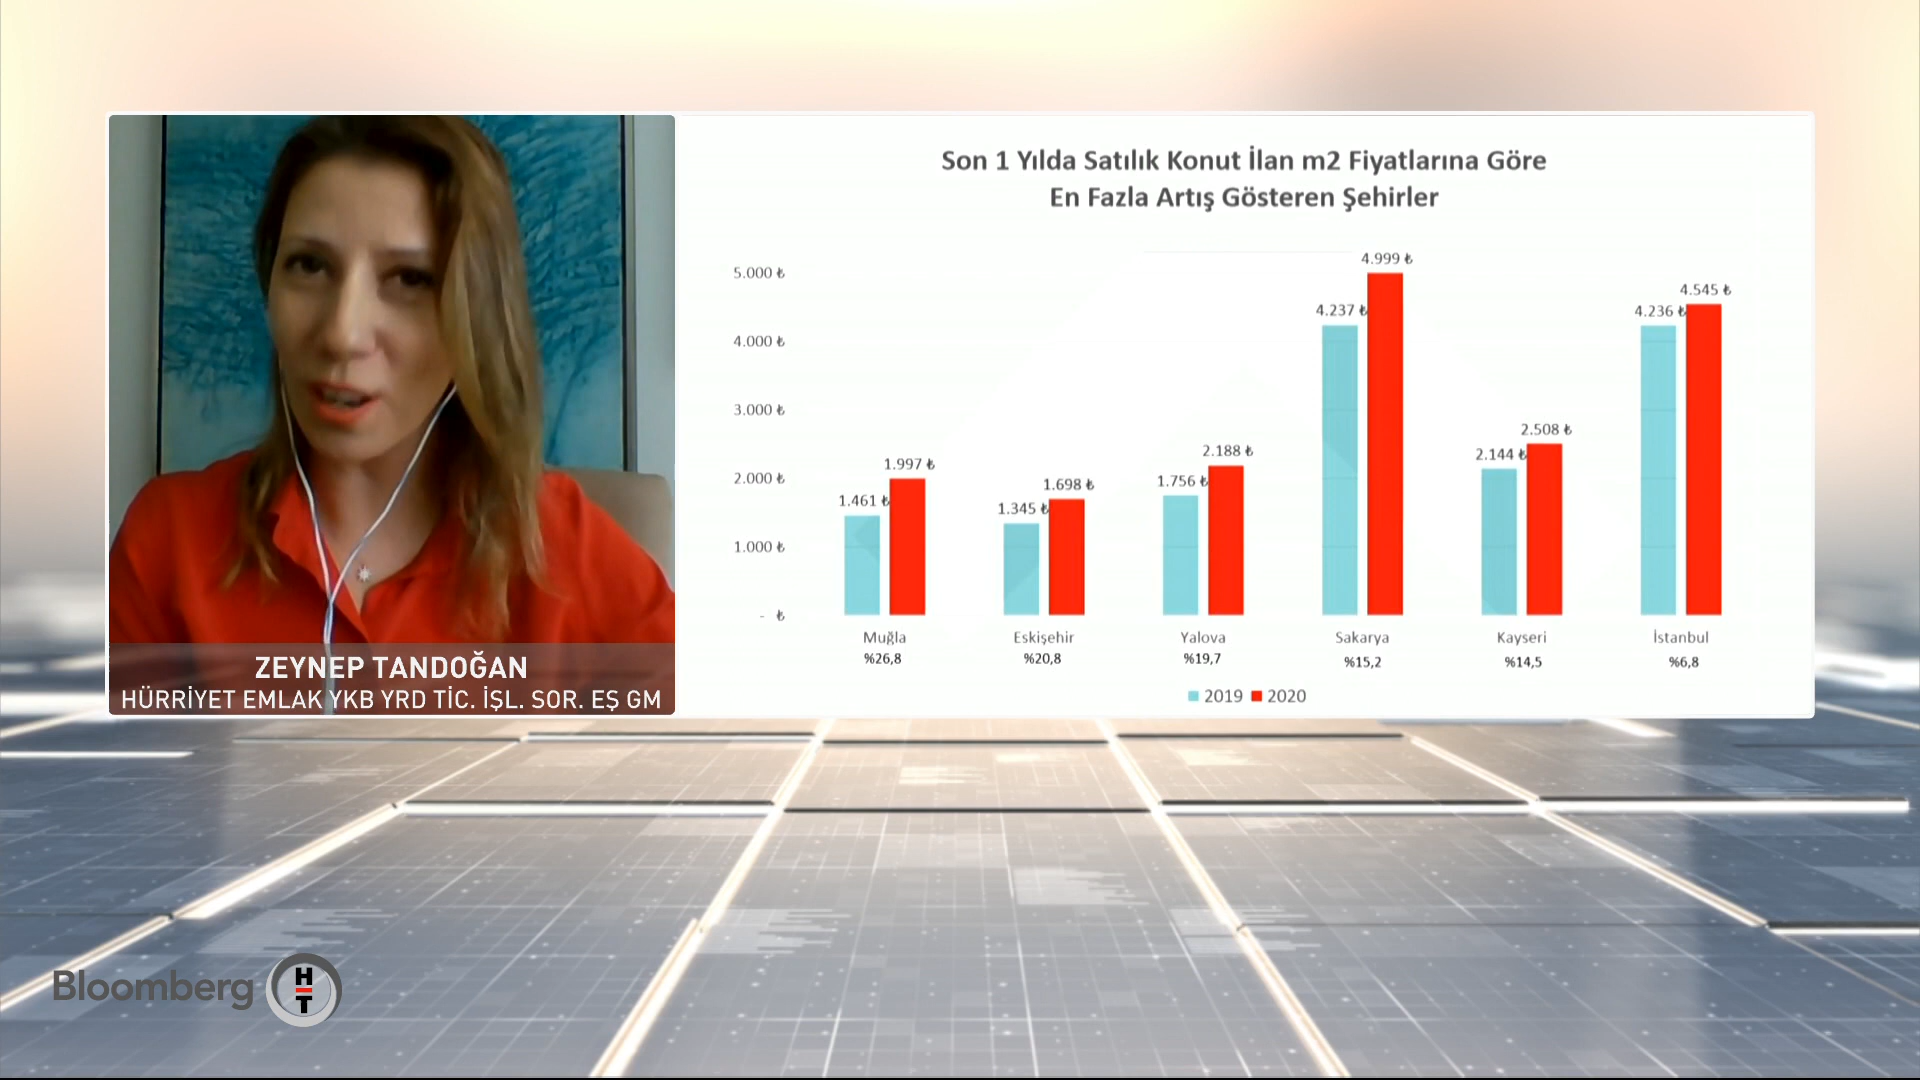 Son 1 Yılda Satılık Konut İlan m2 Fiyatlarına Göre
En Fazla Artış Gösteren Şehirler
5.000 ₺
4.000 ₺
3.000 ₺
2.000 ₺
1.000 ₺
- ₺
1.461 ₺
1.997 ₺
1.345 ₺
1.698 ₺
1.756 ₺
2.188 ₺
4.237 ₺
4.999 ₺
2.144 ₺
2.508 ₺
4.236 ₺
4.545 ₺
Muğla Eskişehir Yalova Sakarya Kayseri İstanbul
%26,8 %20,8 %19,7 %15,2 %14,5 %6,8
2019 2020
ZEYNEP TANDOĞAN
HÜRRİYET EMLAK YKB YRD TİC. İŞL. SOR. EŞ GM
Bloomberg HT